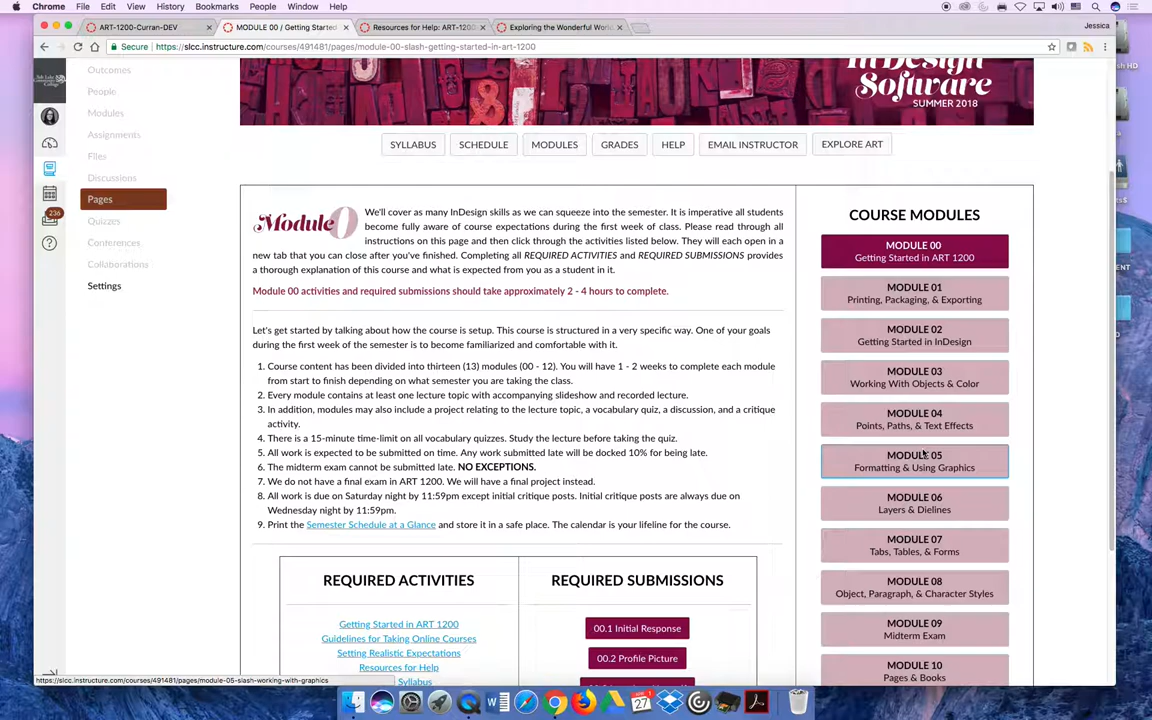 Chrome File Edit View History Bookmarks People Window Help
Jessica
ART-1200-Curran-DEV
MODULE 00 / Getting Started
Resources for Help: ART-1200
Exploring the Wonderful World
Secure https://slcc.instructure.com/courses/491481/pages/module-00-slash-getting-started-in-art-1200
Outcomes
People
Modules
Assignments
Files
Discussions
Pages
Quizzes
Conferences
Collaborations
Settings
236
InDesign
Software
SUMMER 2018
SYLLABUS SCHEDULE MODULES GRADES HELP EMAIL INSTRUCTOR EXPLORE ART
Module 0
We'll cover as many InDesign skills as we can squeeze into the semester. It is imperative all students
become fully aware of course expectations during the first week of class. Please read through all
instructions on this page and then click through the activities listed below. They will each open in a
new tab that you can close after you've finished. Completing all REQUIRED ACTIVITIES and REQUIRED SUBMISSIONS provides
a thorough explanation of this course and what is expected from you as a student in it.
Module 00 activities and required submissions should take approximately 2 - 4 hours to complete.
Let's get started by talking about how the course is setup. This course is structured in a very specific way. One of your goals
during the first week of the semester is to become familiarized and comfortable with it.
1. Course content has been divided into thirteen (13) modules (00 - 12). You will have 1 - 2 weeks to complete each module
from start to finish depending on what semester you are taking the class.
2. Every module contains at least one lecture topic with accompanying slideshow and recorded lecture.
3. In addition, modules may also include a project relating to the lecture topic, a vocabulary quiz, a discussion, and a critique
activity.
4. There is a 15-minute time-limit on all vocabulary quizzes. Study the lecture before taking the quiz.
5. All work is expected to be submitted on time. Any work submitted late will be docked 10% for being late.
6. The midterm exam cannot be submitted late. NO EXCEPTIONS.
7. We do not have a final exam in ART 1200. We will have a final project instead.
8. All work is due on Saturday night by 11:59pm except initial critique posts. Initial critique posts are always due on
Wednesday night by 11:59pm.
9. Print the Semester Schedule at a Glance and store it in a safe place. The calendar is your lifeline for the course.
REQUIRED ACTIVITIES
Getting Started in ART 1200
Guidelines for Taking Online Courses
Setting Realistic Expectations
Resources for Help
Syllabus
REQUIRED SUBMISSIONS
00.1 Initial Response
00.2 Profile Picture
COURSE MODULES
MODULE 00
Getting Started in ART 1200
MODULE 01
Printing, Packaging, & Exporting
MODULE 02
Getting Started in InDesign
MODULE 03
Working With Objects & Color
MODULE 04
Points, Paths, & Text Effects
MODULE 05
Formatting & Using Graphics
MODULE 06
Layers & Dielines
MODULE 07
Tabs, Tables, & Forms
MODULE 08
Object, Paragraph, & Character Styles
MODULE 09
Midterm Exam
MODULE 10
Pages & Books
https://slcc.instructure.com/courses/491481/pages/module-05-slash-working-with-graphics
27